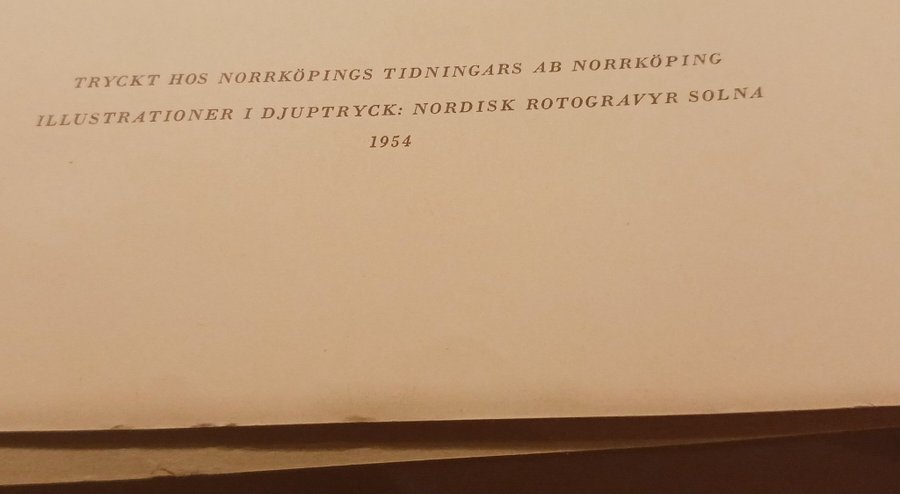 TRYCKT HOS NORRKÖPINGS TIDNINGARS AB NORRKÖPING
ILLUSTRATIONER I DJUPTRYCK: NORDISK ROTOGRAVYR SOLNA
1954